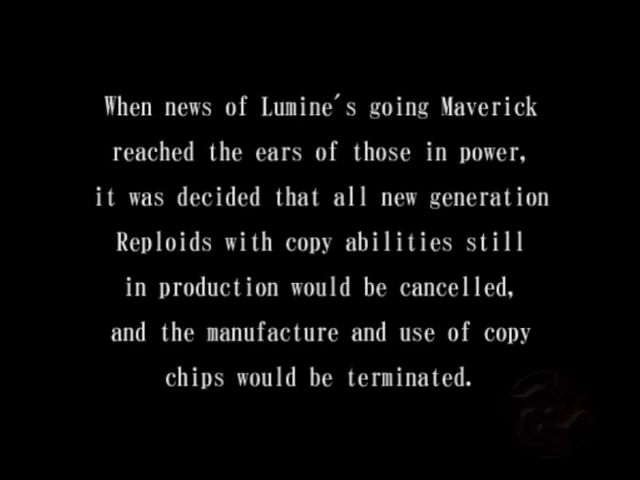 When news of Lumine's going Maverick
reached the ears of those in power,
it was decided that all new generation
Reploids with copy abilities still
in production would be cancelled,
and the manufacture and use of copy
chips would be terminated.